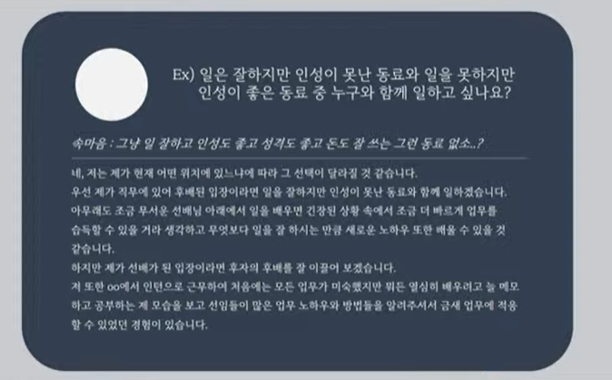 Ex) 일은 잘하지만 인성이 못난 동료와 일을 못하지만
인성이 좋은 동료 중 누구와 함께 일하고 싶나요?
속마음 : 그냥 일 잘하고 인성도 좋고 성격도 좋고 돈도 잘 쓰는 그런 동료 없소..?
네, 저는 제가 현재 어떤 위치에 있느냐에 따라 그 선택이 달라질 것 같습니다.
우선 제가 직무에 있어 후배된 입장이라면 일을 잘하지만 인성이 못난 동료와 함께 일하겠습니다.
아무래도 조금 무서운 선배님 아래에서 일을 배우면 긴장된 상황 속에서 조금 더 빠르게 업무를
습득할 수 있을 거라 생각하고 무엇보다 일을 잘 하시는 만큼 새로운 노하우 또한 배울 수 있을 것
같습니다.
하지만 제가 선배가 된 입장이라면 후자의 후배를 잘 이끌어 보겠습니다.
저 또한 oo에서 인턴으로 근무하여 처음에는 모든 업무가 미숙했지만 뭐든 열심히 배우려고 늘 메모
하고 공부하는 제 모습을 보고 선임들이 많은 업무 노하우와 방법들을 알려주셔서 금새 업무에 적응
할 수 있었던 경험이 있습니다.